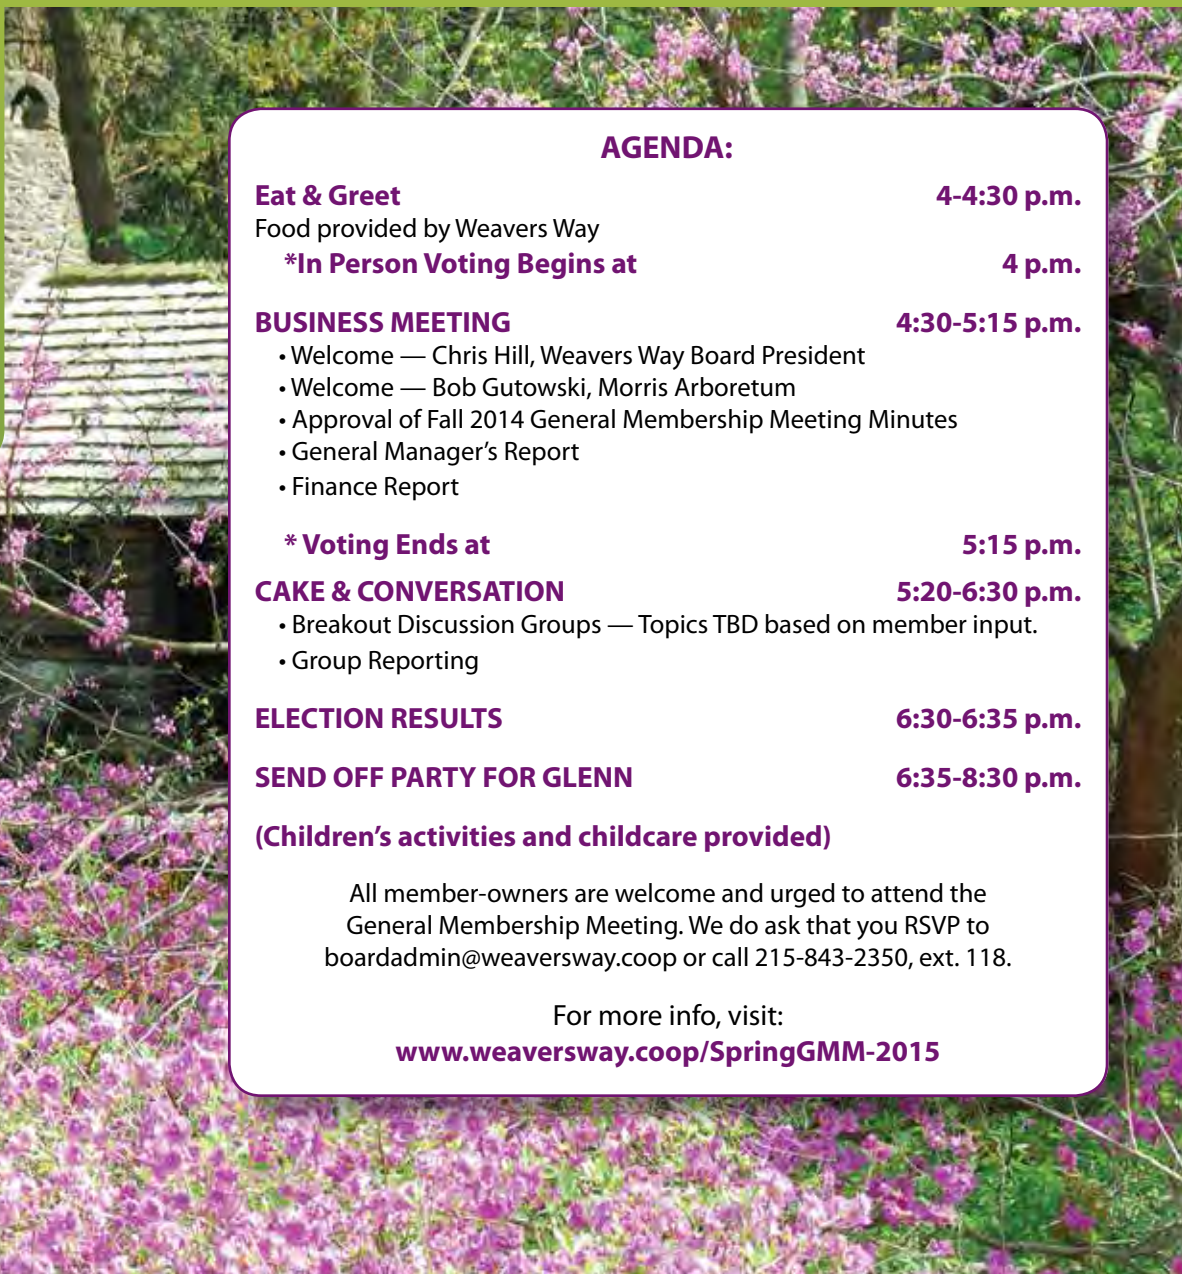 AGENDA:
Eat & Greet 4-4:30 p.m.
Food provided by Weavers Way
*In Person Voting Begins at 4 p.m.
BUSINESS MEETING 4:30-5:15 p.m.
• Welcome — Chris Hill, Weavers Way Board President
• Welcome — Bob Gutowski, Morris Arboretum
• Approval of Fall 2014 General Membership Meeting Minutes
• General Manager’s Report
• Finance Report
* Voting Ends at 5:15 p.m.
CAKE & CONVERSATION 5:20-6:30 p.m.
• Breakout Discussion Groups — Topics TBD based on member input.
• Group Reporting
ELECTION RESULTS 6:30-6:35 p.m.
SEND OFF PARTY FOR GLENN 6:35-8:30 p.m.
(Children’s activities and childcare provided)
All member-owners are welcome and urged to attend the
General Membership Meeting. We do ask that you RSVP to
boardadmin@weaversway.coop or call 215-843-2350, ext. 118.
For more info, visit:
www.weaversway.coop/SpringGMM-2015